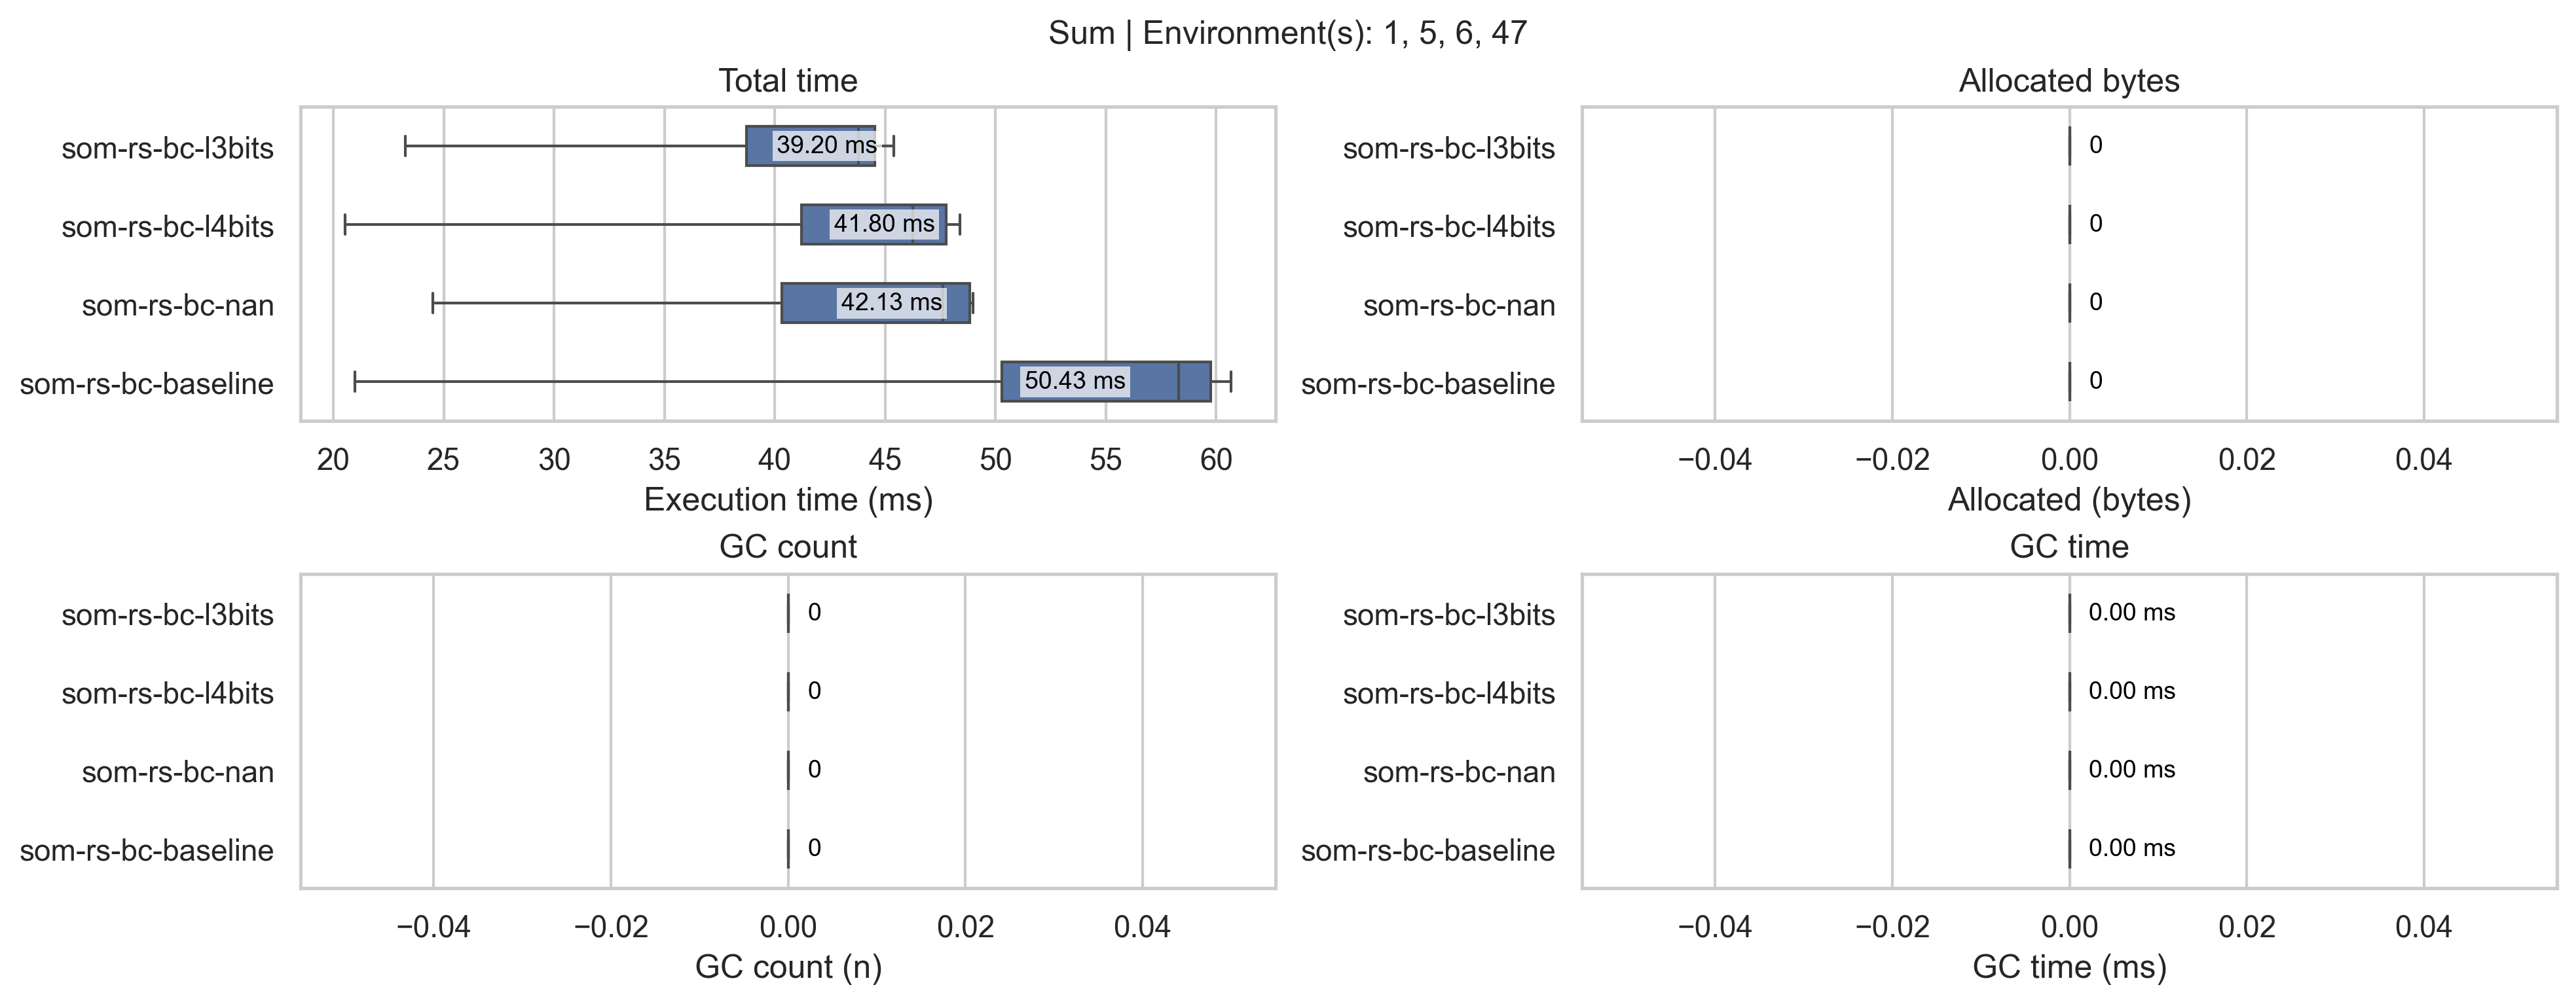 Sum | Environment(s): 1, 5, 6, 47
Total time
som-rs-bc-l3bits
39.20 ms
som-rs-bc-l4bits
41.80 ms
som-rs-bc-nan
42.13 ms
som-rs-bc-baseline
50.43 ms
20 25 30 35 40 45 50 55 60
Execution time (ms)
Allocated bytes
som-rs-bc-l3bits
0
som-rs-bc-l4bits
0
som-rs-bc-nan
0
som-rs-bc-baseline
0
−0.04 −0.02 0.00 0.02 0.04
Allocated (bytes)
GC count
som-rs-bc-l3bits
0
som-rs-bc-l4bits
0
som-rs-bc-nan
0
som-rs-bc-baseline
0
−0.04 −0.02 0.00 0.02 0.04
GC count (n)
GC time
som-rs-bc-l3bits
0.00 ms
som-rs-bc-l4bits
0.00 ms
som-rs-bc-nan
0.00 ms
som-rs-bc-baseline
0.00 ms
−0.04 −0.02 0.00 0.02 0.04
GC time (ms)